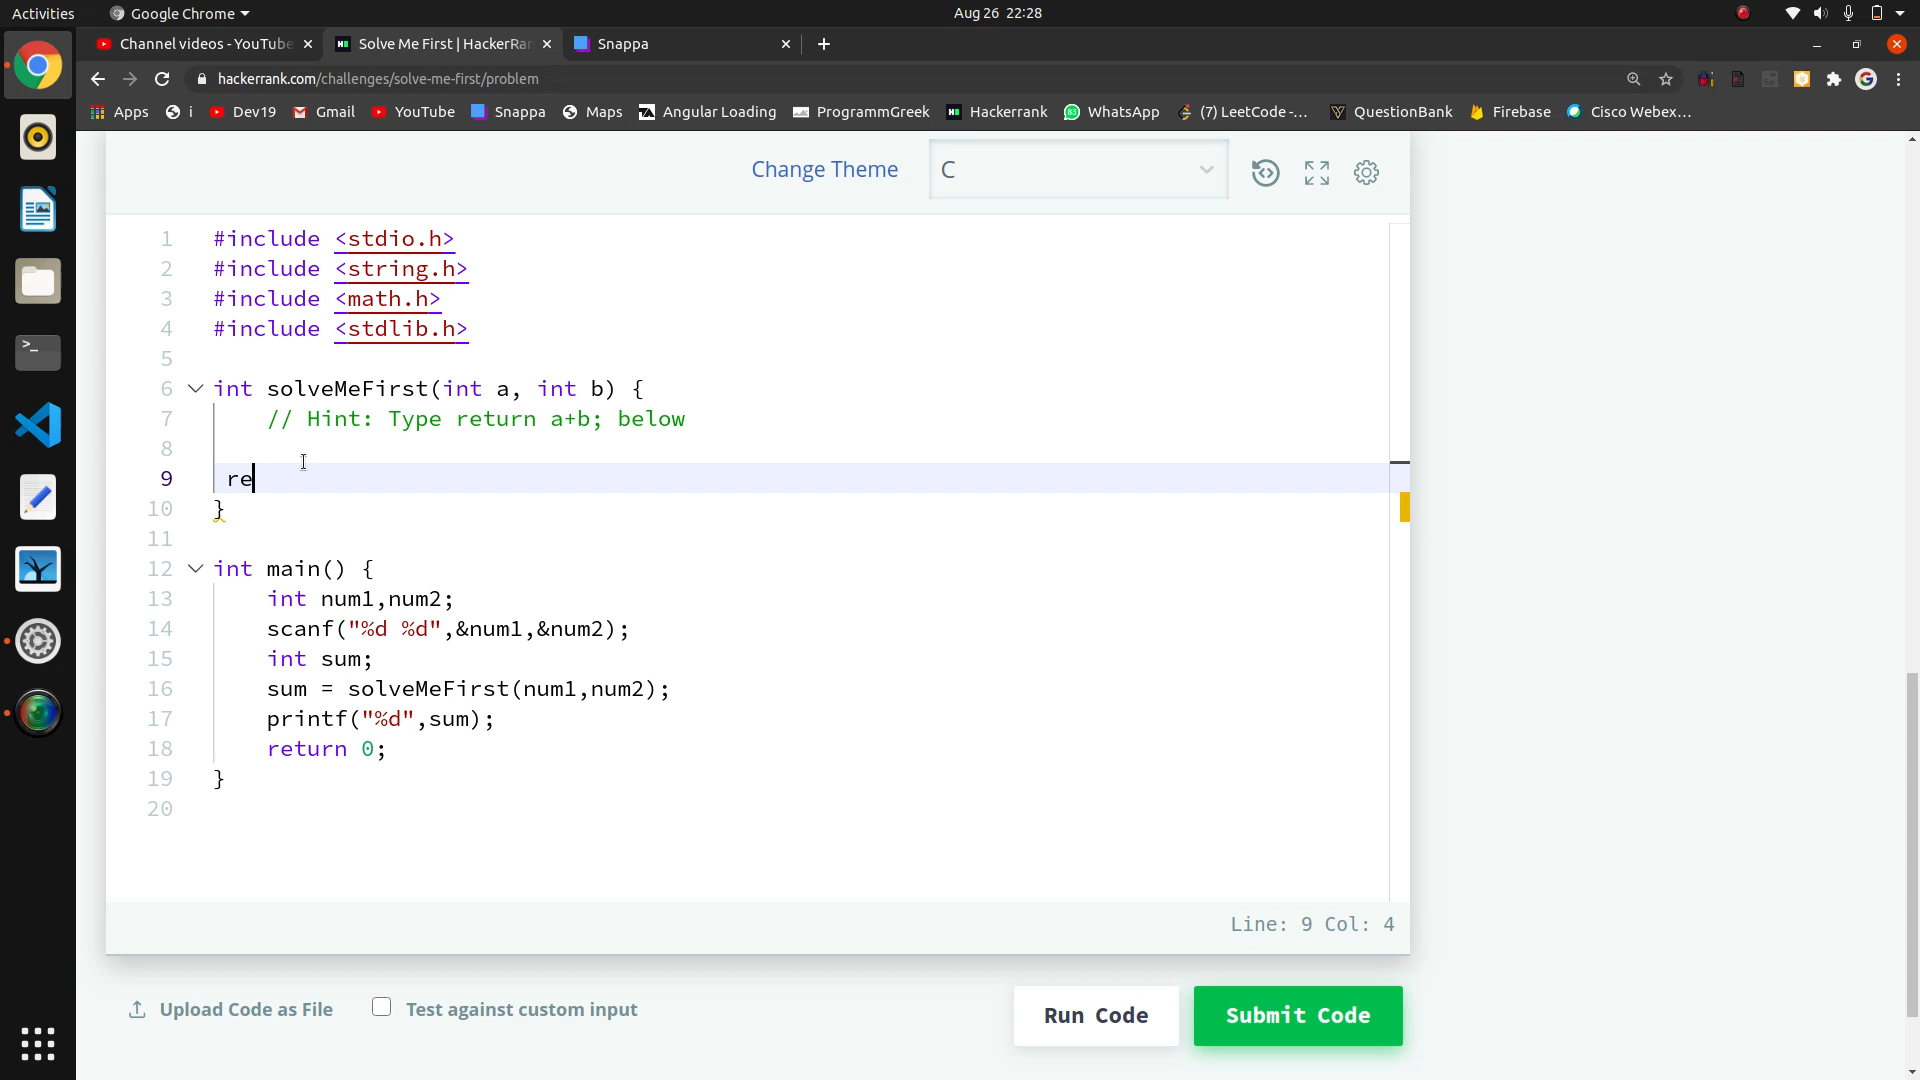 Activities
Google Chrome
Aug 26 22:28
Channel videos - YouTube
Solve Me First | HackerRan
Snappa
hackerrank.com/challenges/solve-me-first/problem
Apps
i
Dev19
Gmail
YouTube
Snappa
Maps
Angular Loading
ProgrammGreek
Hackerrank
WhatsApp
(7) LeetCode -...
QuestionBank
Firebase
Cisco Webex...
Change Theme
C
1 #include <stdio.h>
2 #include <string.h>
3 #include <math.h>
4 #include <stdlib.h>
5
6 int solveMeFirst(int a, int b) {
7 // Hint: Type return a+b; below
8
9 re
10 }
11
12 int main() {
13 int num1,num2;
14 scanf("%d %d",&num1,&num2);
15 int sum;
16 sum = solveMeFirst(num1,num2);
17 printf("%d",sum);
18 return 0;
19 }
20
Line: 9 Col: 4
Upload Code as File
Test against custom input
Run Code
Submit Code